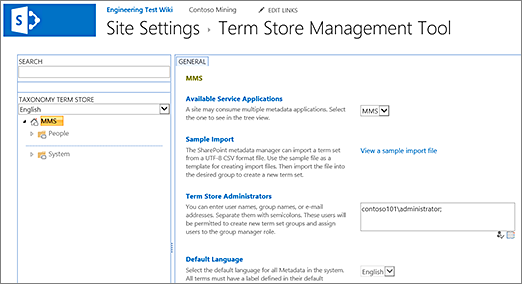 Engineering Test Wiki Contoso Mining EDIT LINKS
Site Settings › Term Store Management Tool
SEARCH
TAXONOMY TERM STORE
English
MMS
People
System
GENERAL
MMS
Available Service Applications
A site may consume multiple metadata applications. Select
the one to see in the tree view.
MMS
Sample Import
The SharePoint metadata manager can import a term set
from a UTF-8 CSV format file. Use the sample file as a
template for creating import files. Then import the file into
the desired group to create a new term set.
View a sample import file
Term Store Administrators
You can enter user names, group names, or e-mail
addresses. Separate them with semicolons. These users will
be permitted to create new term set groups and assign
users to the group manager role.
contoso101\administrator;
Default Language
Select the default language for all Metadata in the system.
All terms must have a label defined in their default
English